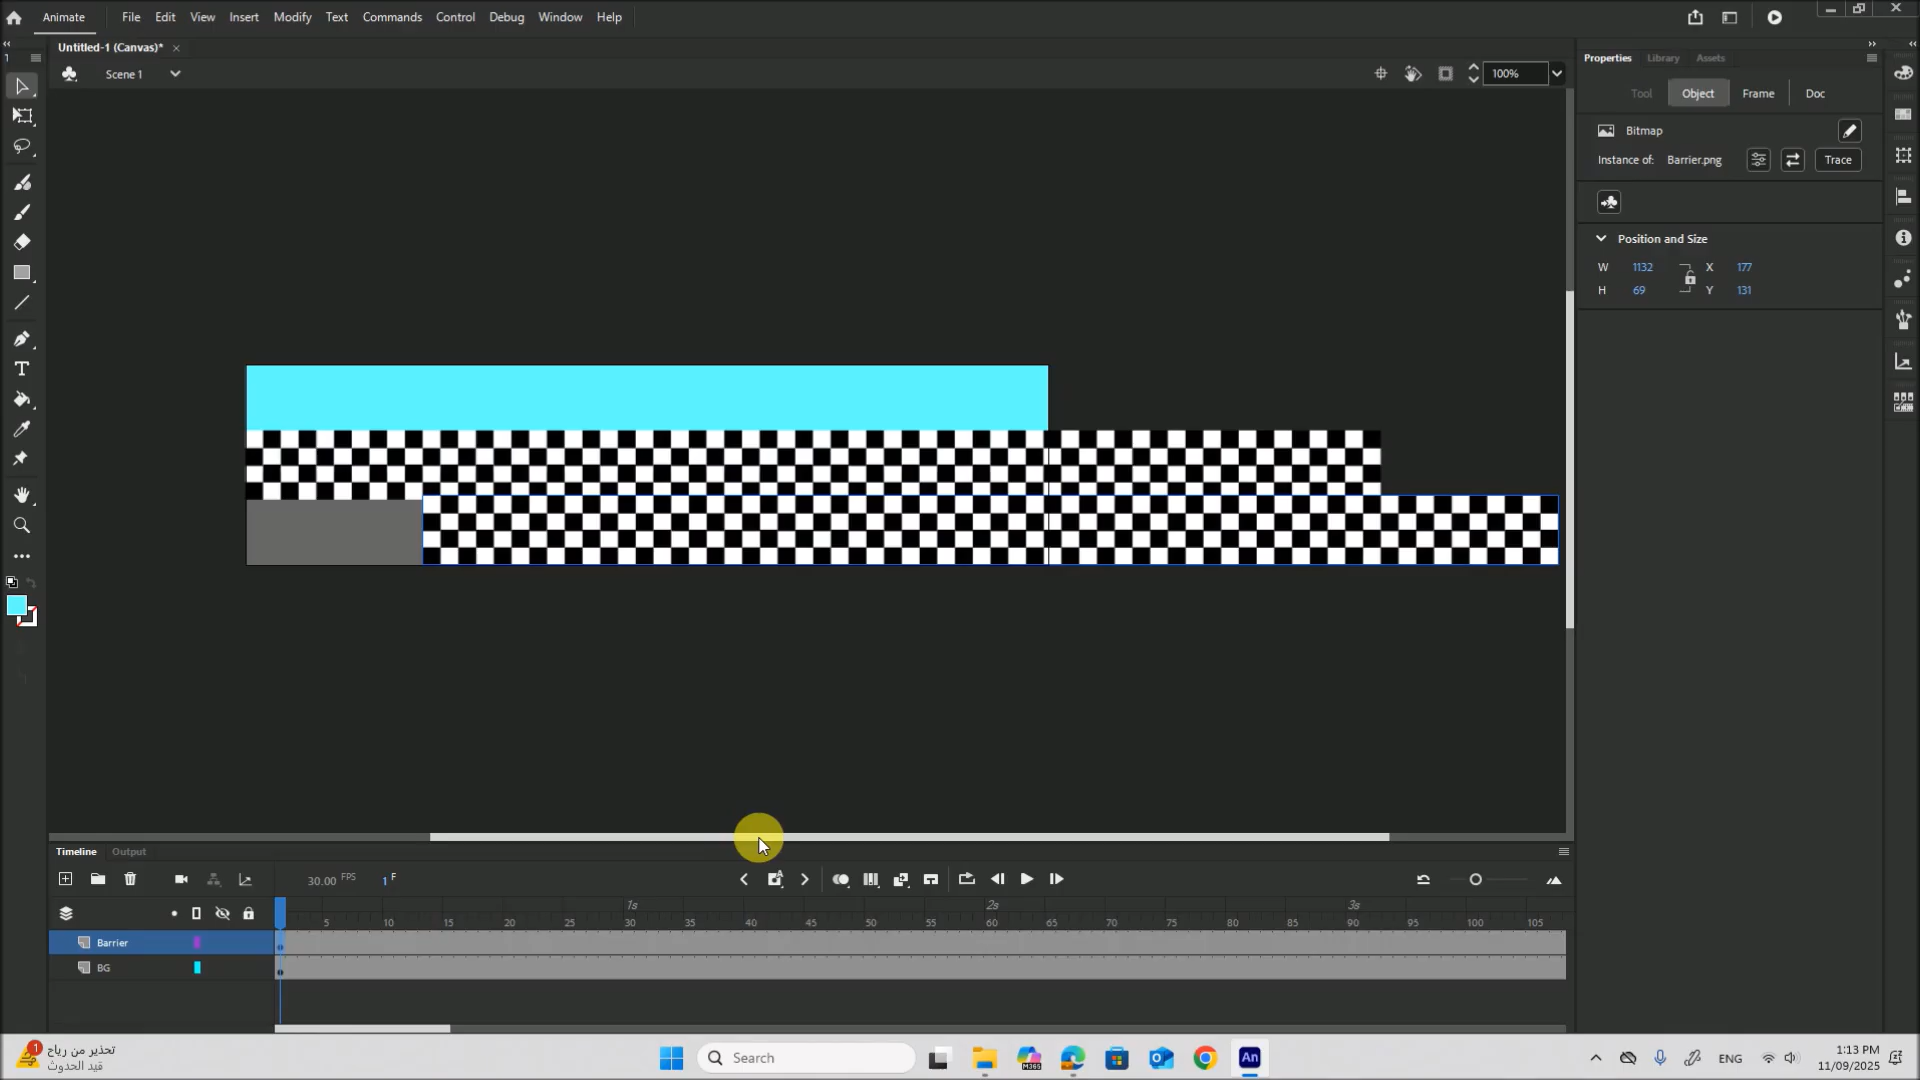 Animate File Edit View Insert Modify Text Commands Control Debug Window Help
Untitled-1 (Canvas)*
Scene 1
100%
Properties Library Assets
Tool Object Frame Doc
Bitmap
Instance of: Barrier.png Trace
Position and Size
W 1132 X 177
H 69 Y 131
Timeline Output
30.00 FPS 1 F
1s 2s 3s
5 10 15 20 25 30 35 40 45 50 55 60 65 70 75 80 85 90 95 100 105
Barrier
BG
1
تحذير من رياح
قيد الحدوث
Search
M365
An
ENG
1:13 PM
11/09/2025